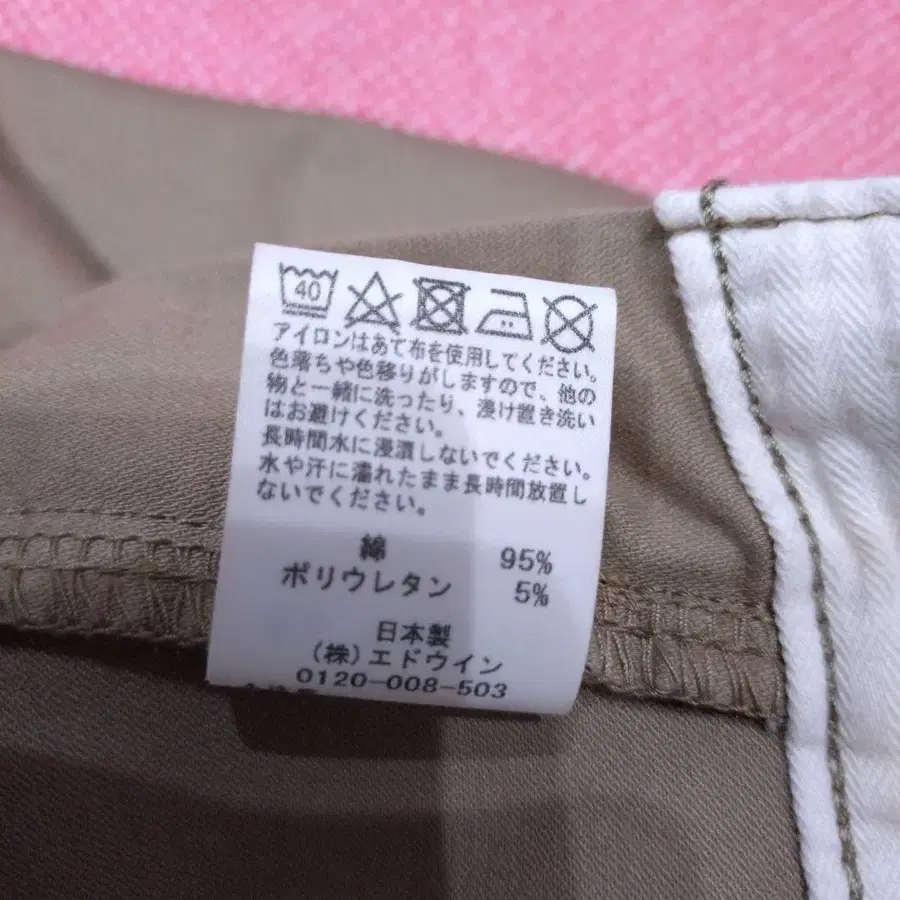 40
アイロンはあて布を使用してください。
色落ちや色移りがしますので、他の
物と一緒に洗ったり、浸け置き洗い
はお避けください。
長時間水に浸漬しないでください。
水や汗に濡れたまま長時間放置し
ないでください。
綿 95%
ポリウレタン 5%
日本製
(株)エドウイン
0120-008-503